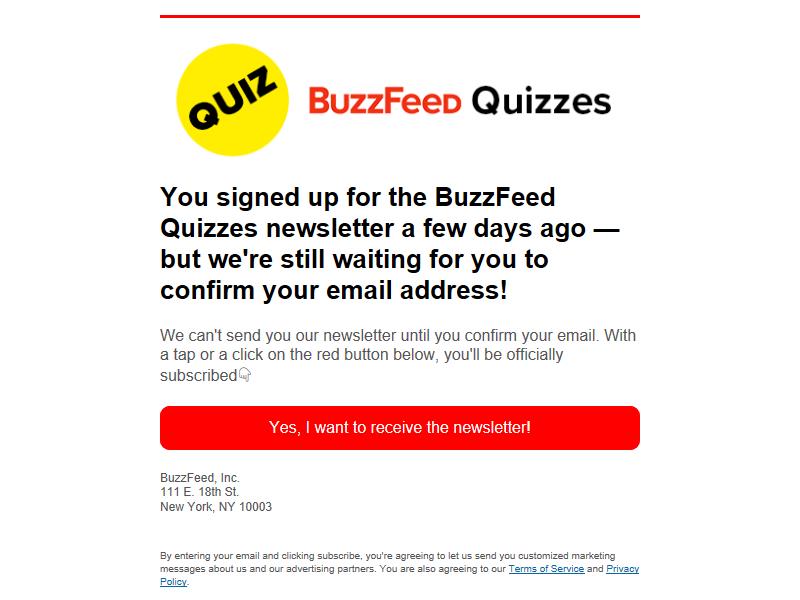 QUIZ
BuzzFeed Quizzes
You signed up for the BuzzFeed
Quizzes newsletter a few days ago —
but we're still waiting for you to
confirm your email address!
We can't send you our newsletter until you confirm your email. With
a tap or a click on the red button below, you'll be officially
subscribed👇
Yes, I want to receive the newsletter!
BuzzFeed, Inc.
111 E. 18th St.
New York, NY 10003
By entering your email and clicking subscribe, you're agreeing to let us send you customized marketing
messages about us and our advertising partners. You are also agreeing to our Terms of Service and Privacy
Policy.